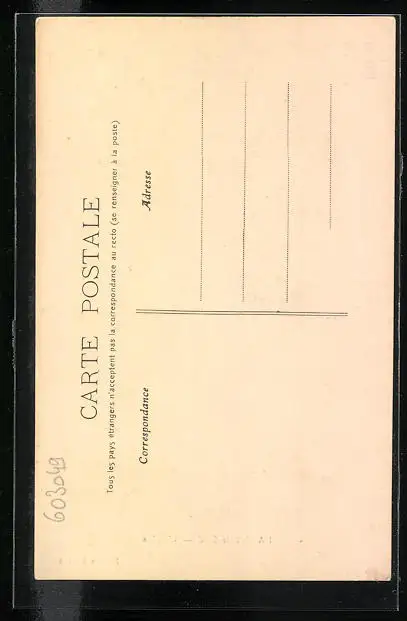 603049
CARTE POSTALE
Tous les pays étrangers n'acceptent pas la correspondance au recto (se renseigner à la poste)
Correspondance
Adresse